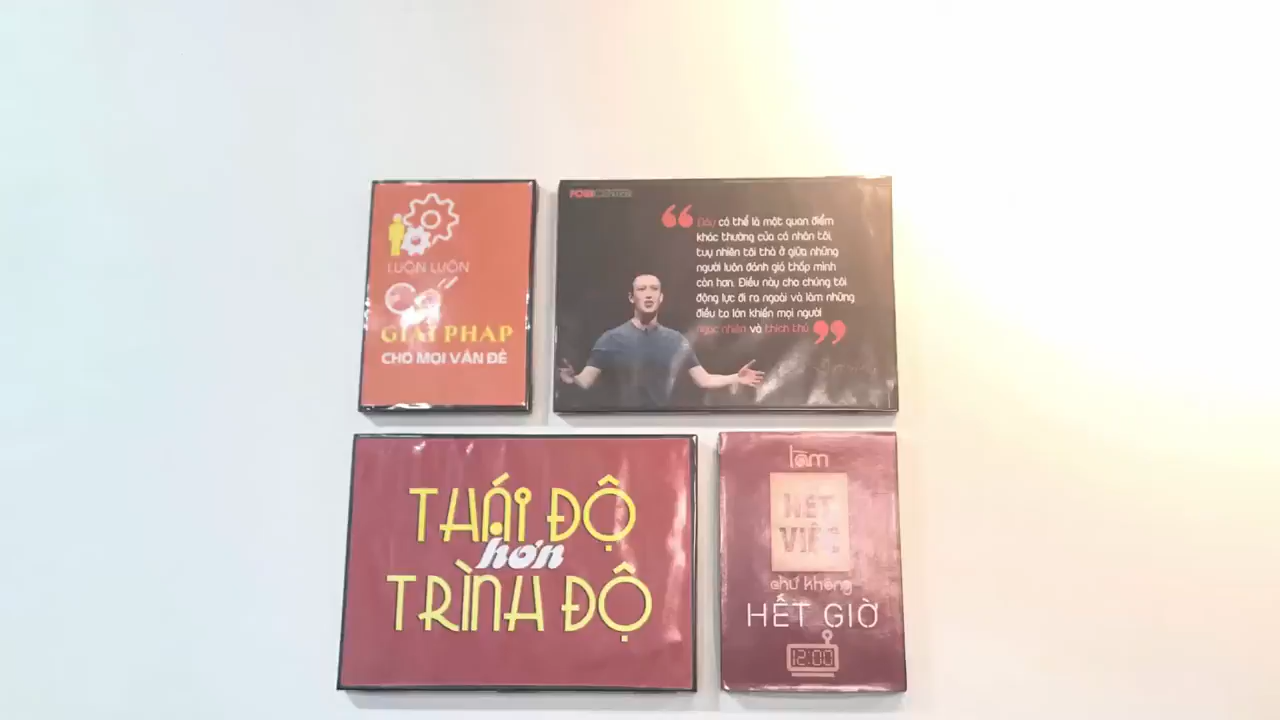 LUÔN LUÔN
Có
GIẢI PHÁP
CHO MỌI VẤN ĐỀ
Đây có thể là một quan điểm
khác thường của cá nhân tôi,
tuy nhiên tôi thà ở giữa những
người luôn đánh giá thấp mình
còn hơn. Điều này cho chúng tôi
động lực đi ra ngoài và làm những
điều to lớn khiến mọi người
ngạc nhiên và thích thú
THÁI ĐỘ
hơn
TRÌNH ĐỘ
làm
HẾT
VIỆC
chứ không
HẾT GIỜ
12:00